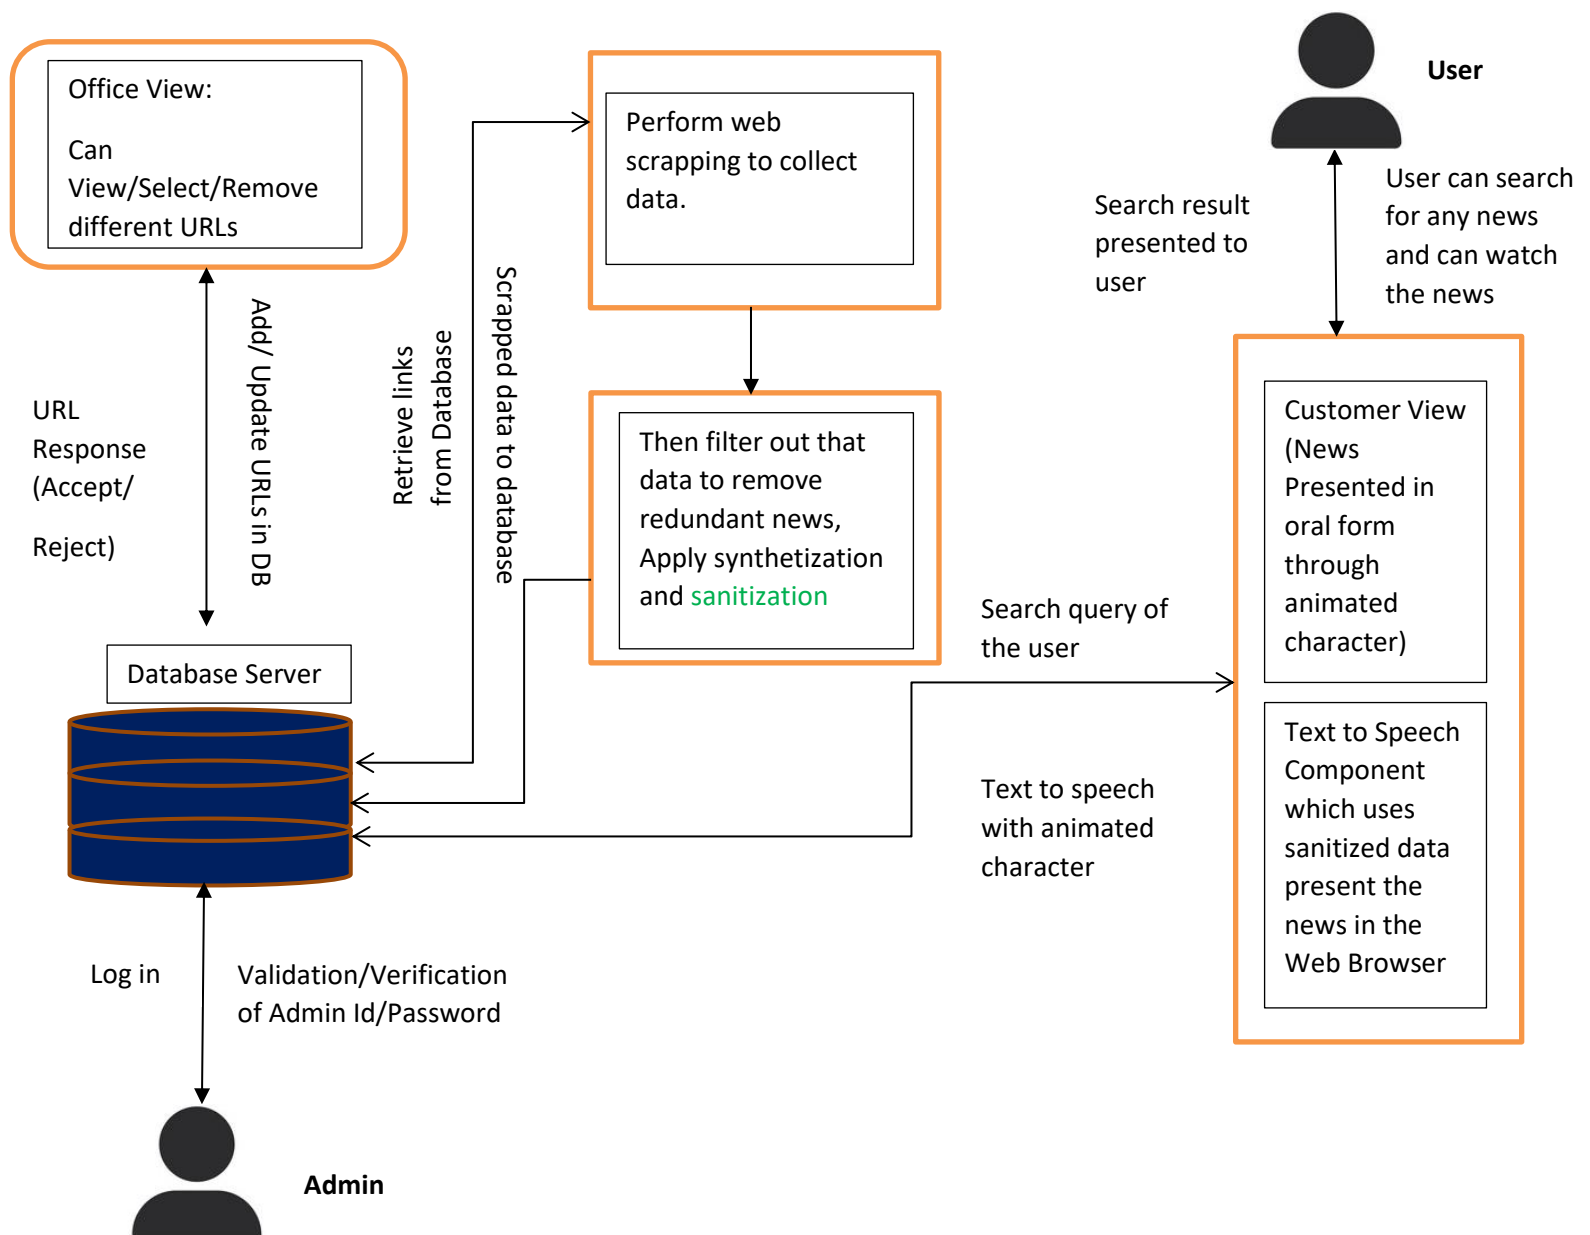 Office View:
Can
View/Select/Remove
different URLs
Perform web
scrapping to collect
data.
User
Search result
presented to
user
User can search
for any news
and can watch
the news
URL
Response
(Accept/
Reject)
Add/ Update URLs in DB
Retrieve links
from Database
Scrapped data to database
Then filter out that
data to remove
redundant news,
Apply synthetization
and sanitization
Customer View
(News
Presented in
oral form
through
animated
character)
Search query of
the user
Database Server
Text to speech
with animated
character
Text to Speech
Component
which uses
sanitized data
present the
news in the
Web Browser
Log in
Validation/Verification
of Admin Id/Password
Admin